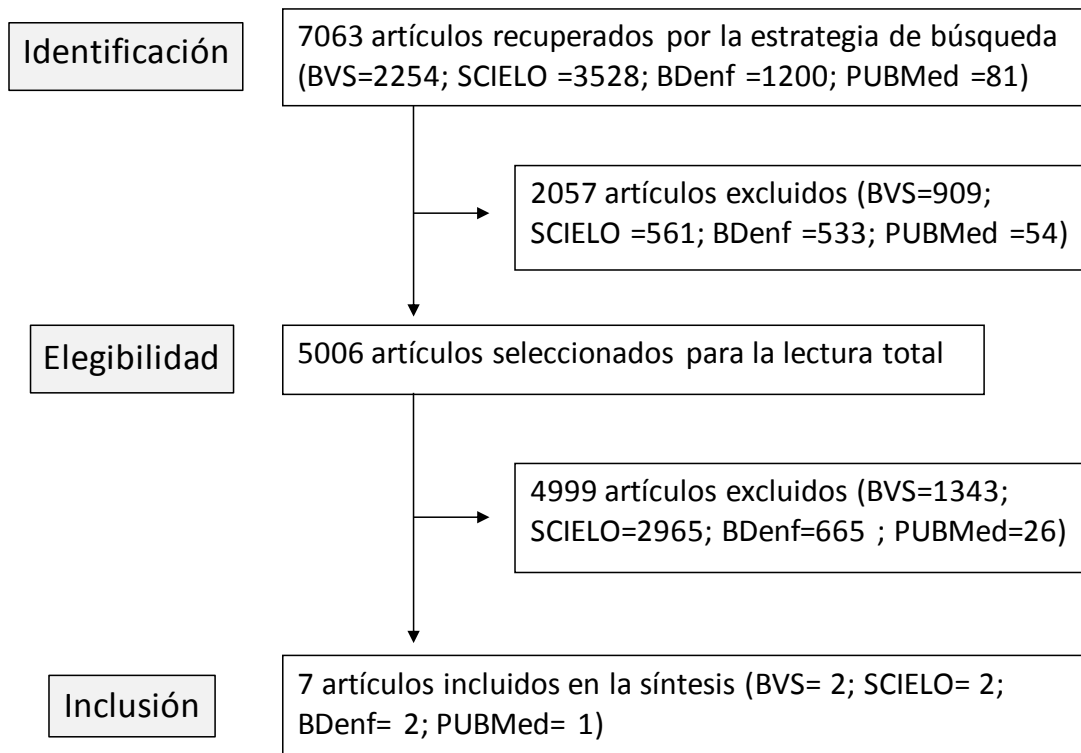 Identificación
7063 artículos recuperados por la estrategia de búsqueda
(BVS=2254; SCIELO =3528; BDenf =1200; PUBMed =81)
2057 artículos excluidos (BVS=909;
SCIELO =561; BDenf =533; PUBMed =54)
Elegibilidad
5006 artículos seleccionados para la lectura total
4999 artículos excluidos (BVS=1343;
SCIELO=2965; BDenf=665 ; PUBMed=26)
Inclusión
7 artículos incluidos en la síntesis (BVS= 2; SCIELO= 2;
BDenf= 2; PUBMed= 1)